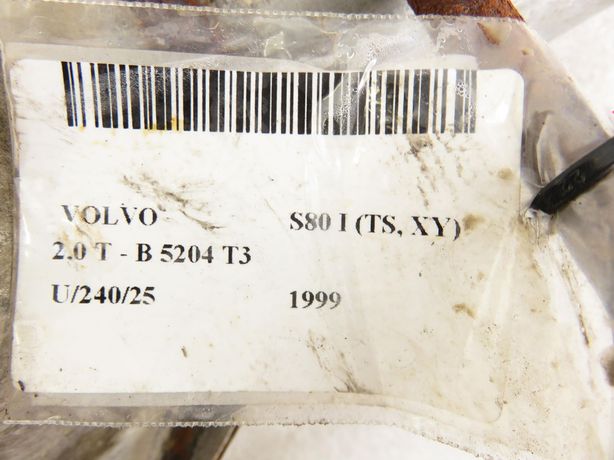 VOLVO S80 I (TS, XY)
2.0 T - B 5204 T3
U/240/25 1999